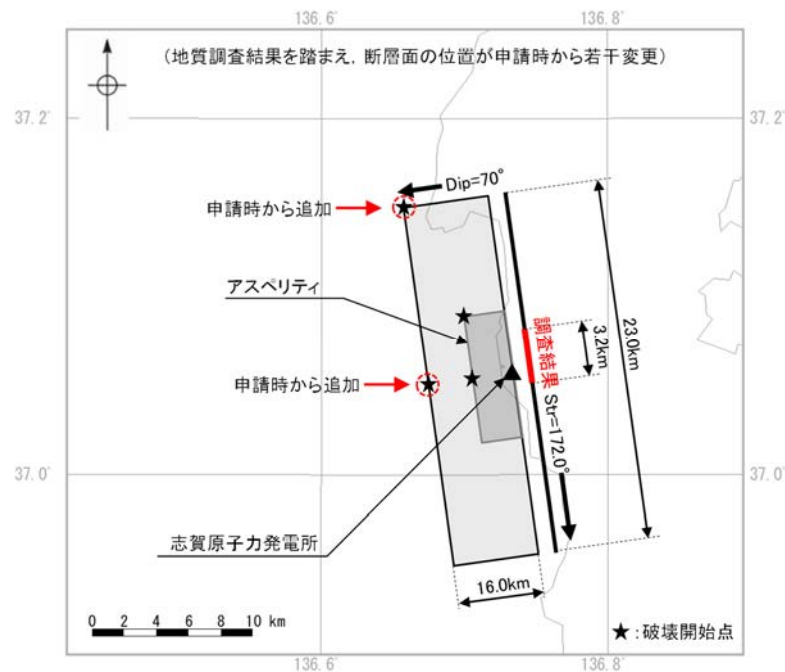 136.6°
136.8°
(地質調査結果を踏まえ，断層面の位置が申請時から若干変更)
37.2°
37.2°
Dip=70°
申請時から追加
アスペリティ
調査結果
3.2km
23.0km
申請時から追加
Str=172.0°
37.0°
37.0°
志賀原子力発電所
16.0km
0 2 4 6 8 10 km
★:破壊開始点
136.6°
136.8°